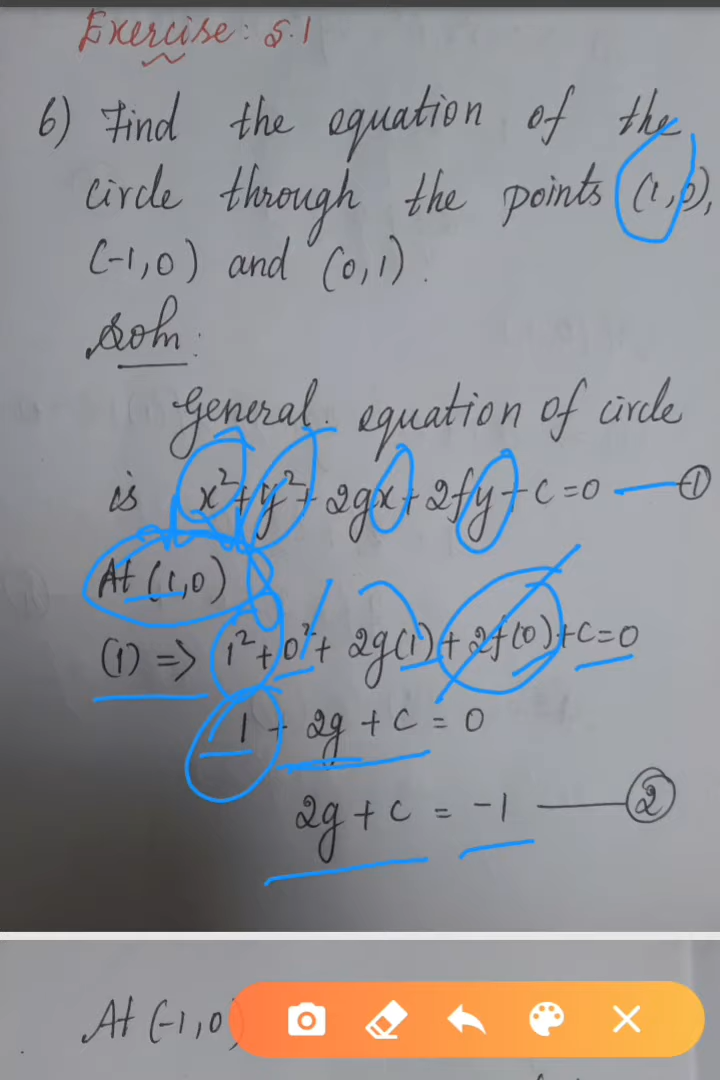 Exercise: 5.1
6) Find the equation of the
circle through the points (1,0),
(-1,0) and (0,1).
Soln:
General equation of circle
is x²+y²+2gx+2fy+c=0 — ①
At (1,0)
(1) => 1²+0²+2g(1)+2f(0)+c=0
1+2g+c=0
2g+c=-1 — ②
At (-1,0